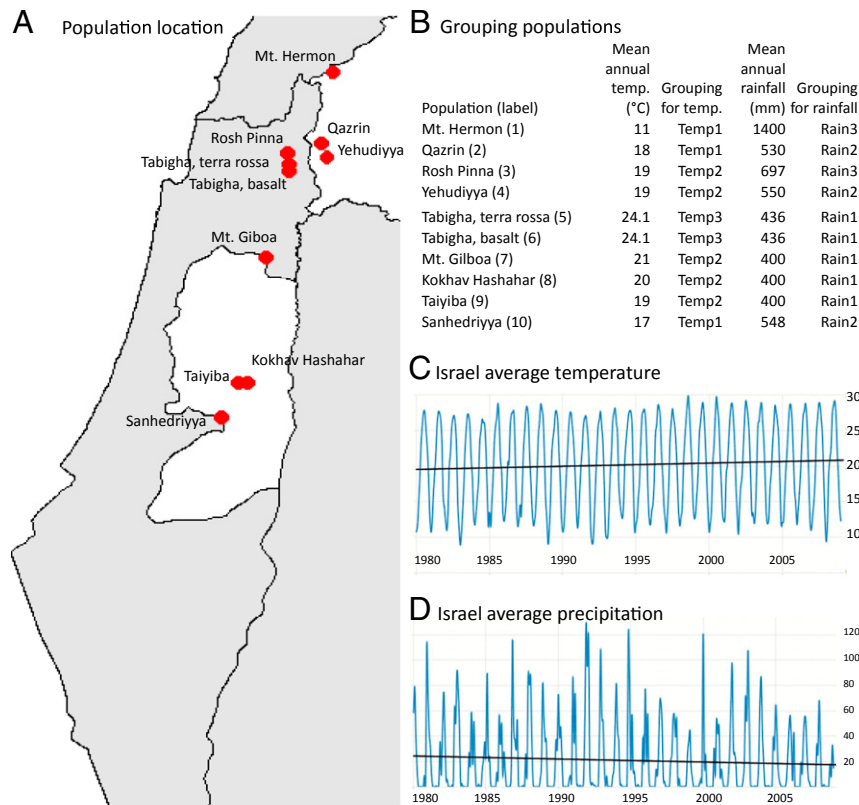 A Population location
Mt. Hermon
Rosh Pinna
Qazrin
Tabigha, terra rossa
Yehudiyya
Tabigha, basalt
Mt. Giboa
Kokhav Hashahar
Taiyiba
Sanhedriyya
B Grouping populations
Mean Mean
annual annual
temp. Grouping rainfall Grouping
Population (label) (°C) for temp. (mm) for rainfall
Mt. Hermon (1) 11 Temp1 1400 Rain3
Qazrin (2) 18 Temp1 530 Rain2
Rosh Pinna (3) 19 Temp2 697 Rain3
Yehudiyya (4) 19 Temp2 550 Rain2
Tabigha, terra rossa (5) 24.1 Temp3 436 Rain1
Tabigha, basalt (6) 24.1 Temp3 436 Rain1
Mt. Gilboa (7) 21 Temp2 400 Rain1
Kokhav Hashahar (8) 20 Temp2 400 Rain1
Taiyiba (9) 19 Temp2 400 Rain1
Sanhedriyya (10) 17 Temp1 548 Rain2
C Israel average temperature
30
25
20
15
10
1980 1985 1990 1995 2000 2005
D Israel average precipitation
120
100
80
60
40
20
1980 1985 1990 1995 2000 2005